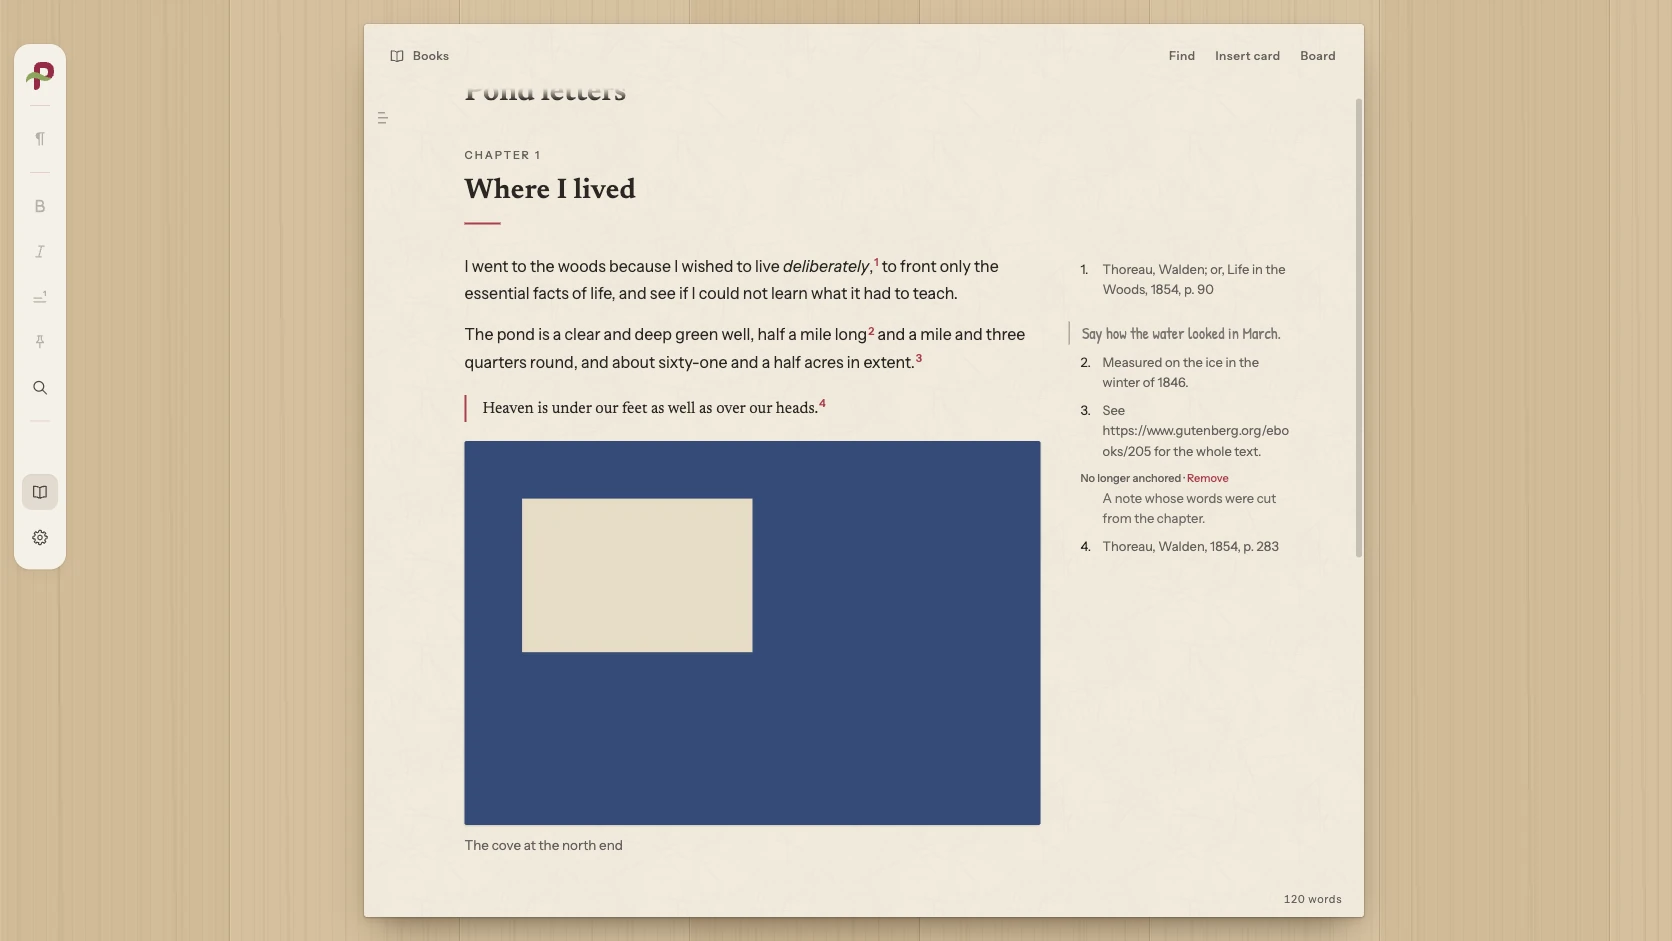 Books
Find
Insert card
Board
Pond letters
CHAPTER 1
Where I lived
I went to the woods because I wished to live deliberately,1 to front only the
essential facts of life, and see if I could not learn what it had to teach.
The pond is a clear and deep green well, half a mile long2 and a mile and three
quarters round, and about sixty-one and a half acres in extent.3
Heaven is under our feet as well as over our heads.4
The cove at the north end
1. Thoreau, Walden; or, Life in the
Woods, 1854, p. 90
Say how the water looked in March.
2. Measured on the ice in the
winter of 1846.
3. See
https://www.gutenberg.org/ebo
oks/205 for the whole text.
No longer anchored · Remove
A note whose words were cut
from the chapter.
4. Thoreau, Walden, 1854, p. 283
120 words
P
¶
B
I